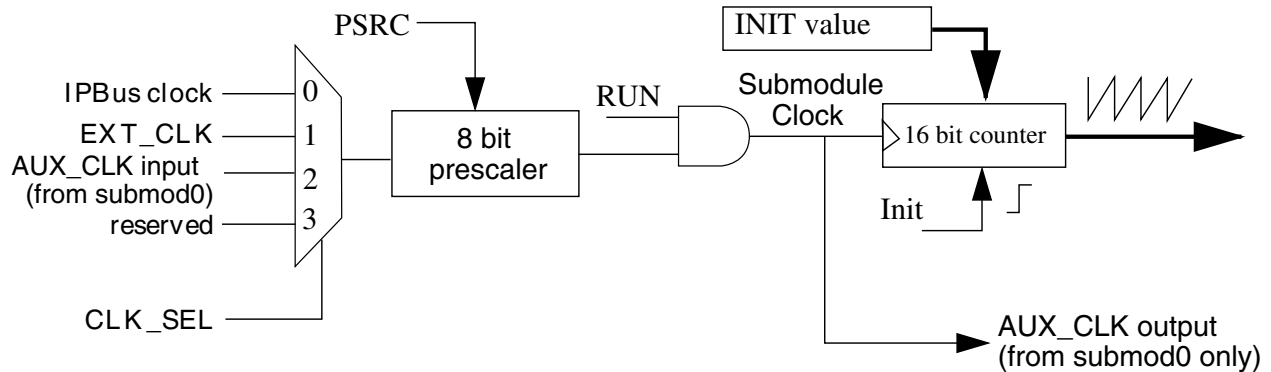 PSRC
INIT value
IPBus clock
0
RUN
Submodule
Clock
EXT_CLK
1
8 bit
prescaler
16 bit counter
AUX_CLK input
(from submod0)
2
reserved
3
Init
CLK_SEL
AUX_CLK output
(from submod0 only)